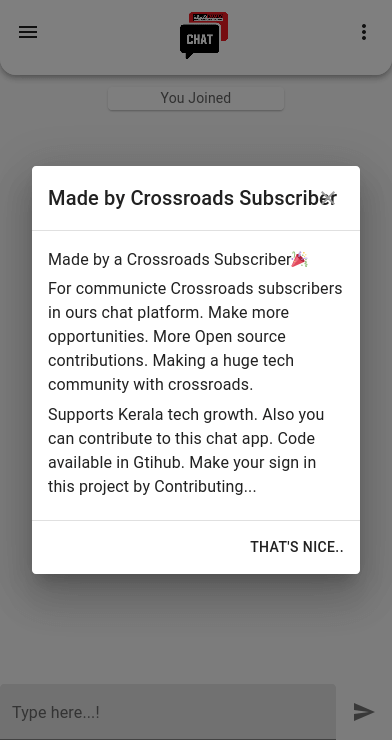 CHAT
You Joined
Made by Crossroads Subscriber
Made by a Crossroads Subscriber🎉
For communicte Crossroads subscribers
in ours chat platform. Make more
opportunities. More Open source
contributions. Making a huge tech
community with crossroads.
Supports Kerala tech growth. Also you
can contribute to this chat app. Code
available in Gtihub. Make your sign in
this project by Contributing...
THAT'S NICE..
Type here...!